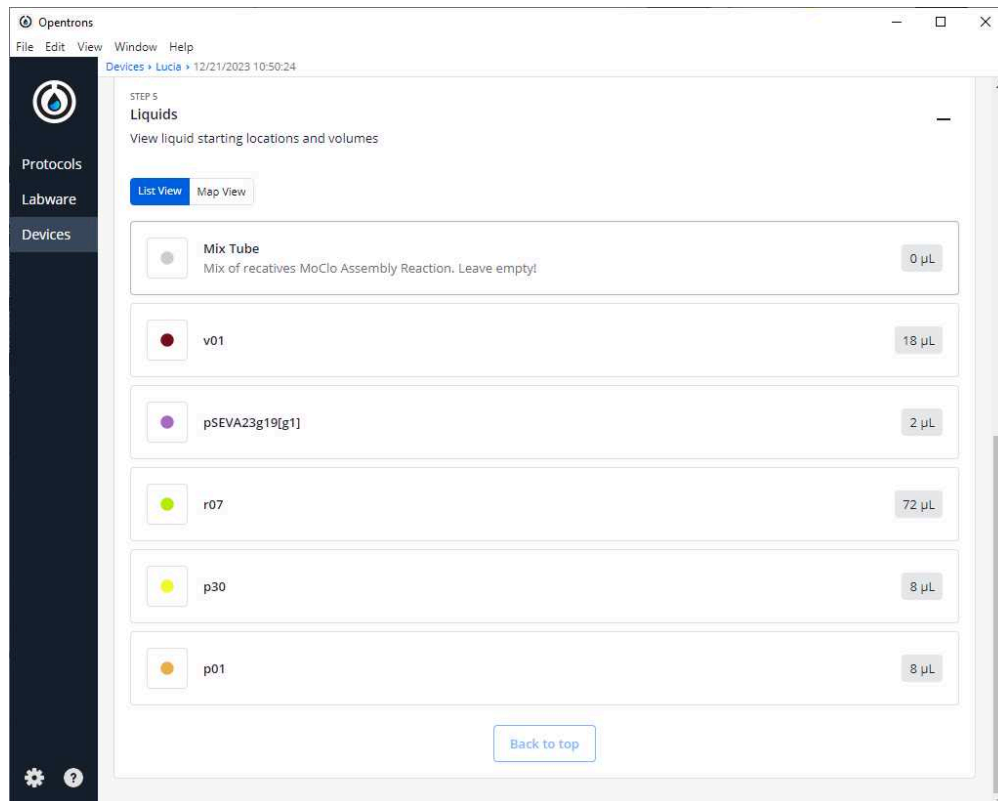 Opentrons
File Edit View Window Help
Devices › Lucia › 12/21/2023 10:50:24
Protocols
Labware
Devices
STEP 5
Liquids
View liquid starting locations and volumes
List View Map View
Mix Tube
Mix of recatives MoClo Assembly Reaction. Leave empty!
0 µL
v01
18 µL
pSEVA23g19[g1]
2 µL
r07
72 µL
p30
8 µL
p01
8 µL
Back to top
?